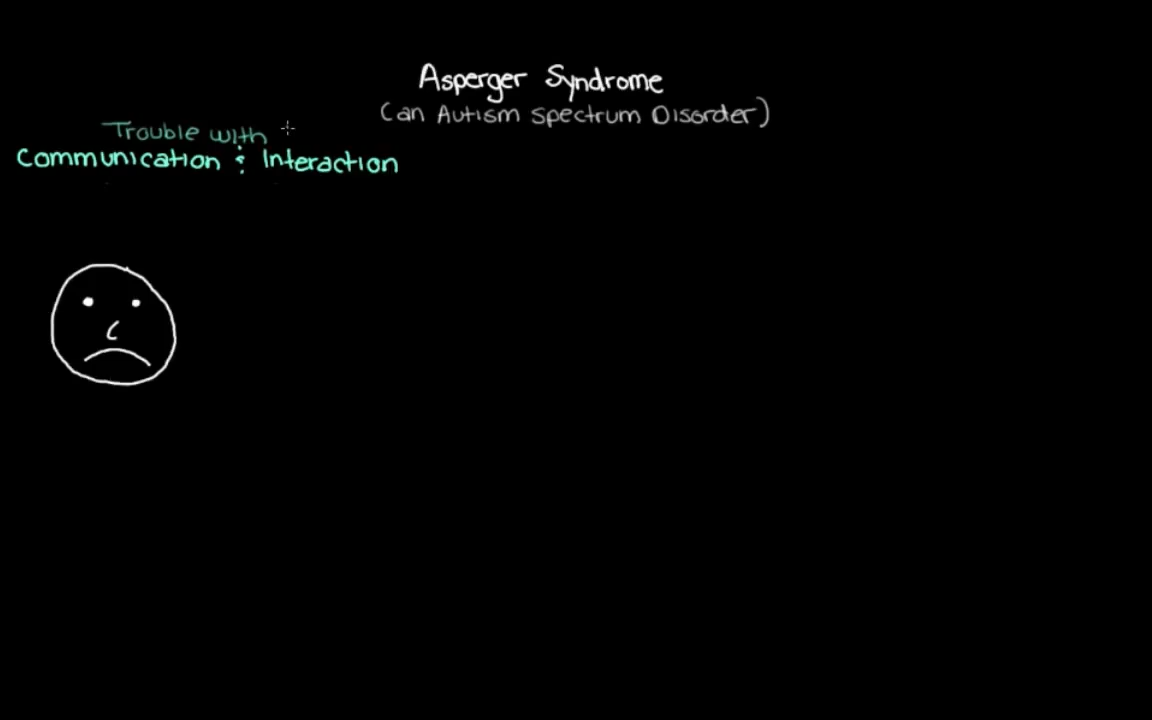 Asperger Syndrome
(an Autism Spectrum Disorder)
Trouble with
Communication & Interaction